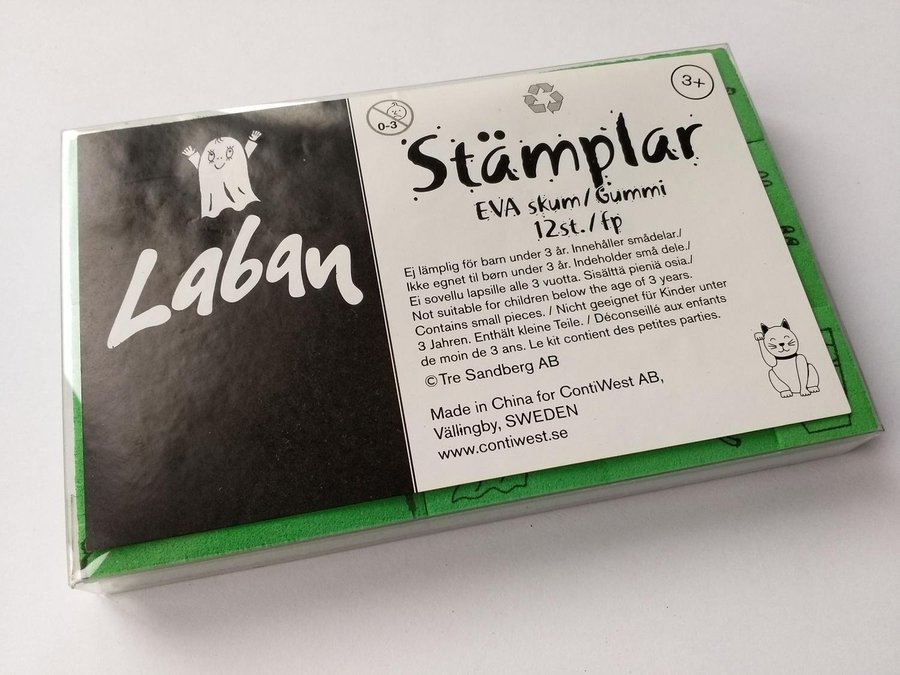 Laban
0-3
3+
Stämplar
EVA skum/Gummi
12st./fp
Ej lämplig för barn under 3 år. Innehåller smådelar./
Ikke egnet til børn under 3 år. Indeholder små dele./
Ei sovellu lapsille alle 3 vuotta. Sisälttä pieniä osia./
Not suitable for children below the age of 3 years.
Contains small pieces. / Nicht geeignet für Kinder unter
3 Jahren. Enthält kleine Teile. / Déconseillé aux enfants
de moin de 3 ans. Le kit contient des petites parties.
©Tre Sandberg AB
Made in China for ContiWest AB,
Vällingby, SWEDEN
www.contiwest.se